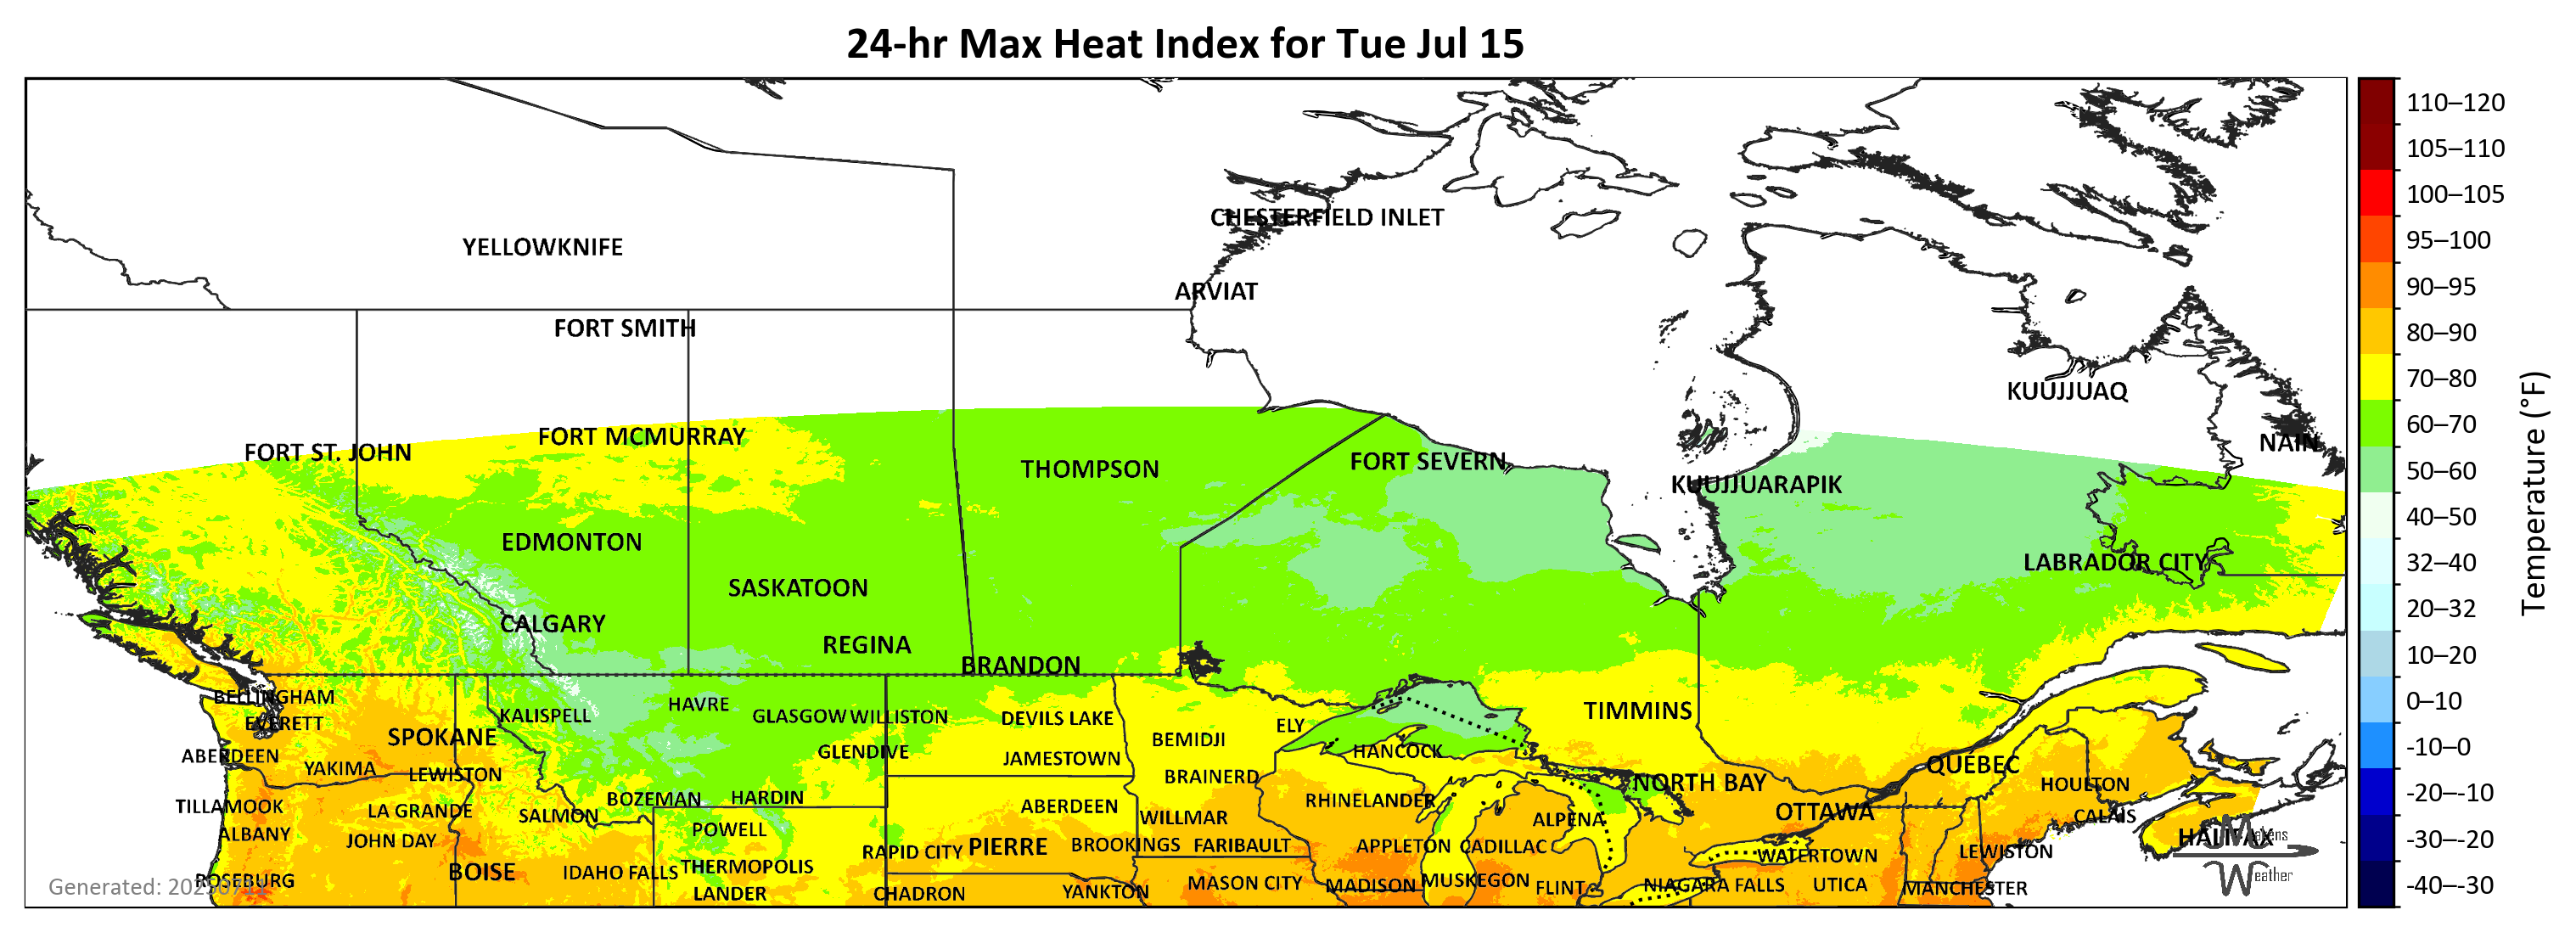 24-hr Max Heat Index for Tue Jul 15
110–120
105–110
100–105
95–100
90–95
80–90
70–80
60–70
50–60
40–50
32–40
20–32
10–20
0–10
-10–0
-20–-10
-30–-20
-40–-30
Temperature (°F)
CHESTERFIELD INLET
YELLOWKNIFE
ARVIAT
FORT SMITH
KUUJJUAQ
FORT MCMURRAY
NAIN
FORT ST. JOHN
FORT SEVERN
THOMPSON
KUUJJUARAPIK
EDMONTON
LABRADOR CITY
SASKATOON
CALGARY
REGINA
BRANDON
BELLINGHAM
HAVRE
TIMMINS
KALISPELL
GLASGOW
WILLISTON
DEVILS LAKE
EVERETT
ELY
SPOKANE
BEMIDJI
HANCOCK
GLENDIVE
ABERDEEN
JAMESTOWN
QUÉBEC
YAKIMA
LEWISTON
BRAINERD
NORTH BAY
HOULTON
BOZEMAN
HARDIN
RHINELANDER
TILLAMOOK
ABERDEEN
LA GRANDE
OTTAWA
SALMON
WILLMAR
CALAIS
ALPENA
POWELL
ALBANY
HALIFAX
JOHN DAY
BROOKINGS
FARIBAULT
APPLETON
CADILLAC
PIERRE
RAPID CITY
LEWISTON
WATERTOWN
THERMOPOLIS
BOISE
IDAHO FALLS
ROSEBURG
MUSKEGON
MASON CITY
MADISON
NIAGARA FALLS
UTICA
FLINT
MANCHESTER
LANDER
CHADRON
YANKTON
Generated:
Makens
Weather